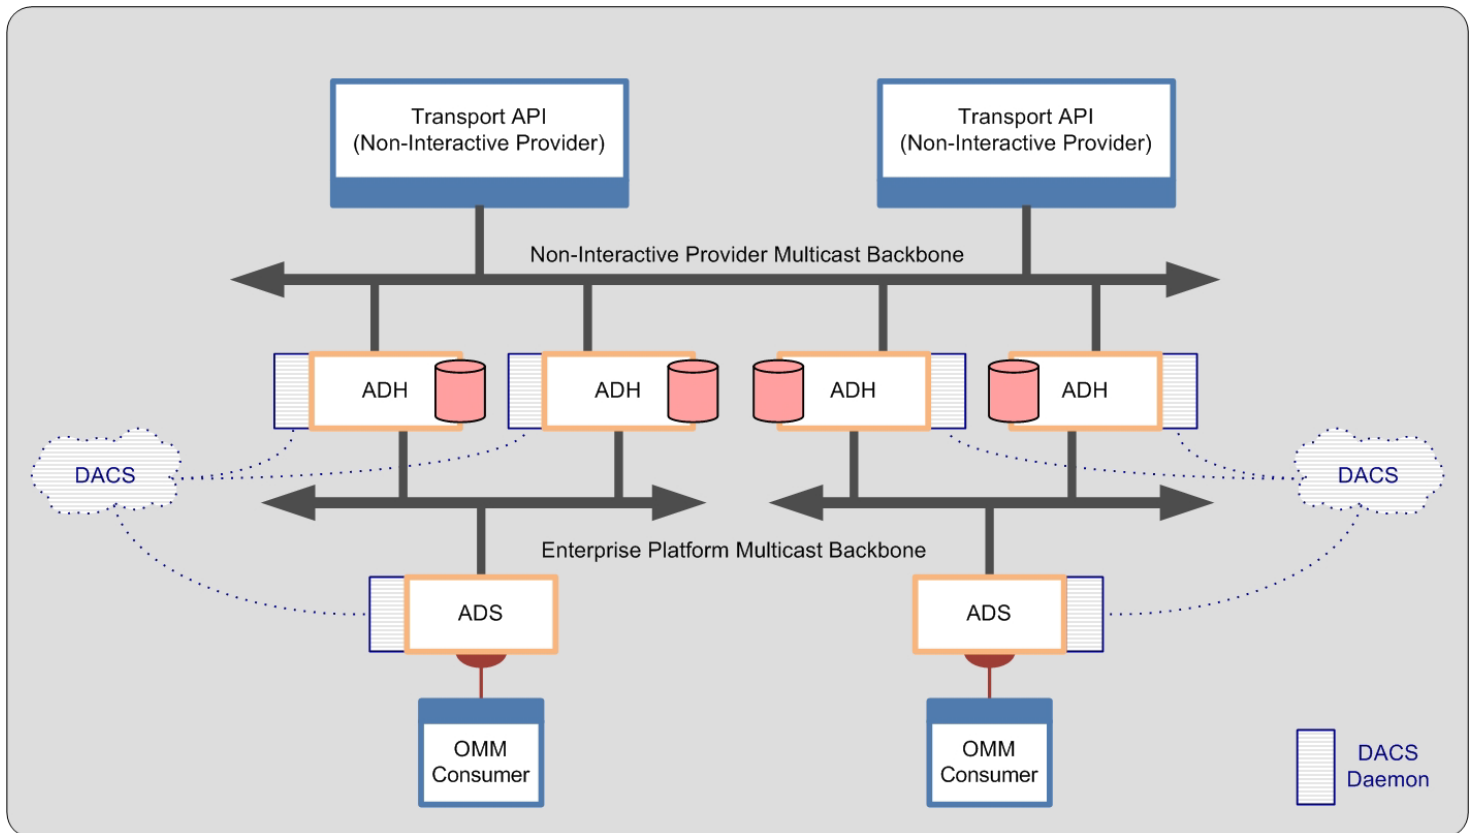 Transport API
(Non-Interactive Provider)
Transport API
(Non-Interactive Provider)
Non-Interactive Provider Multicast Backbone
ADH
ADH
ADH
ADH
DACS
DACS
Enterprise Platform Multicast Backbone
ADS
ADS
OMM
Consumer
OMM
Consumer
DACS
Daemon